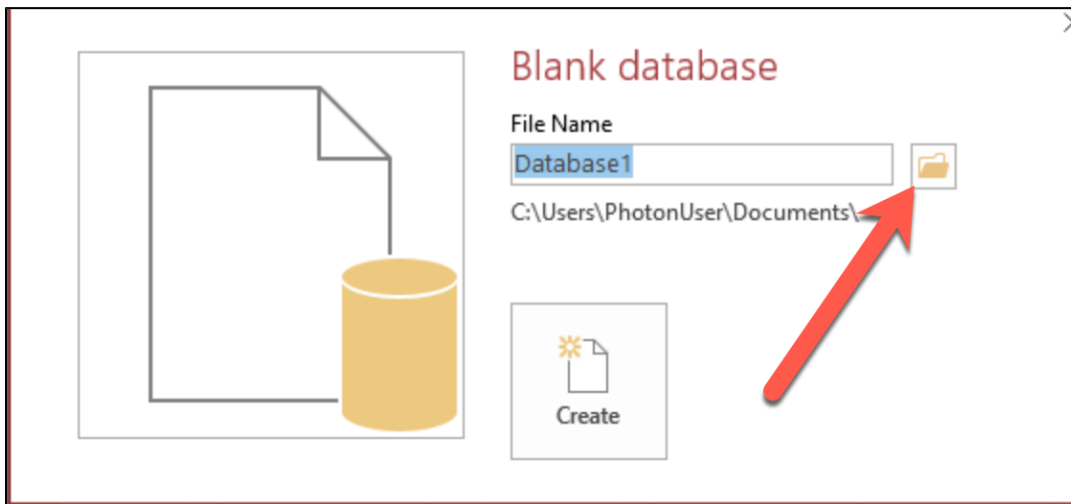 Blank database
File Name
Database1
C:\Users\PhotonUser\Documents\
Create